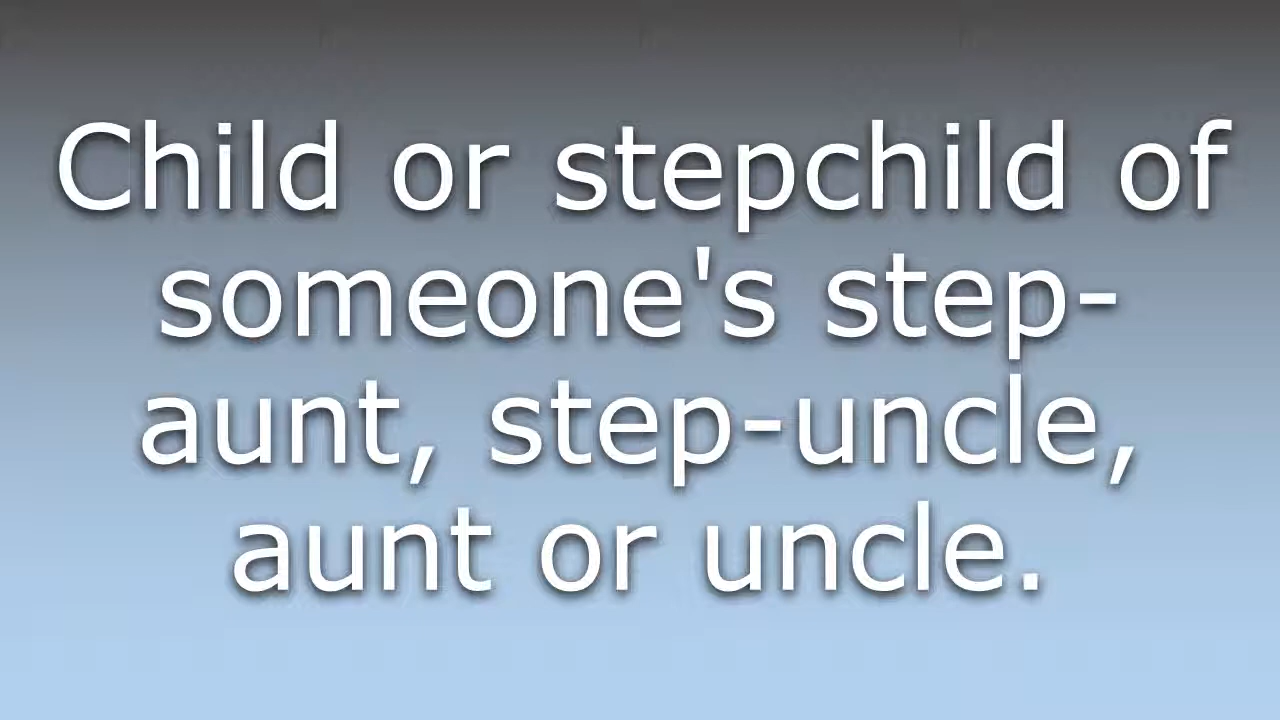 Child or stepchild of
someone's step-
aunt, step-uncle,
aunt or uncle.